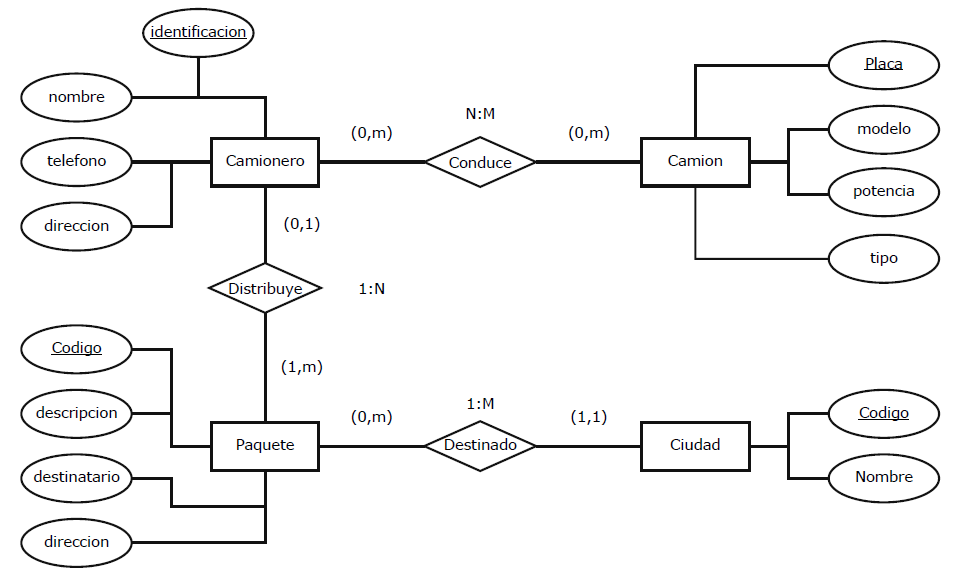 identificacion
nombre
telefono
direccion
Camionero
(0,m)
N:M
Conduce
(0,m)
Camion
Placa
modelo
potencia
tipo
(0,1)
Distribuye
1:N
(1,m)
Codigo
descripcion
destinatario
direccion
Paquete
(0,m)
1:M
Destinado
(1,1)
Ciudad
Codigo
Nombre